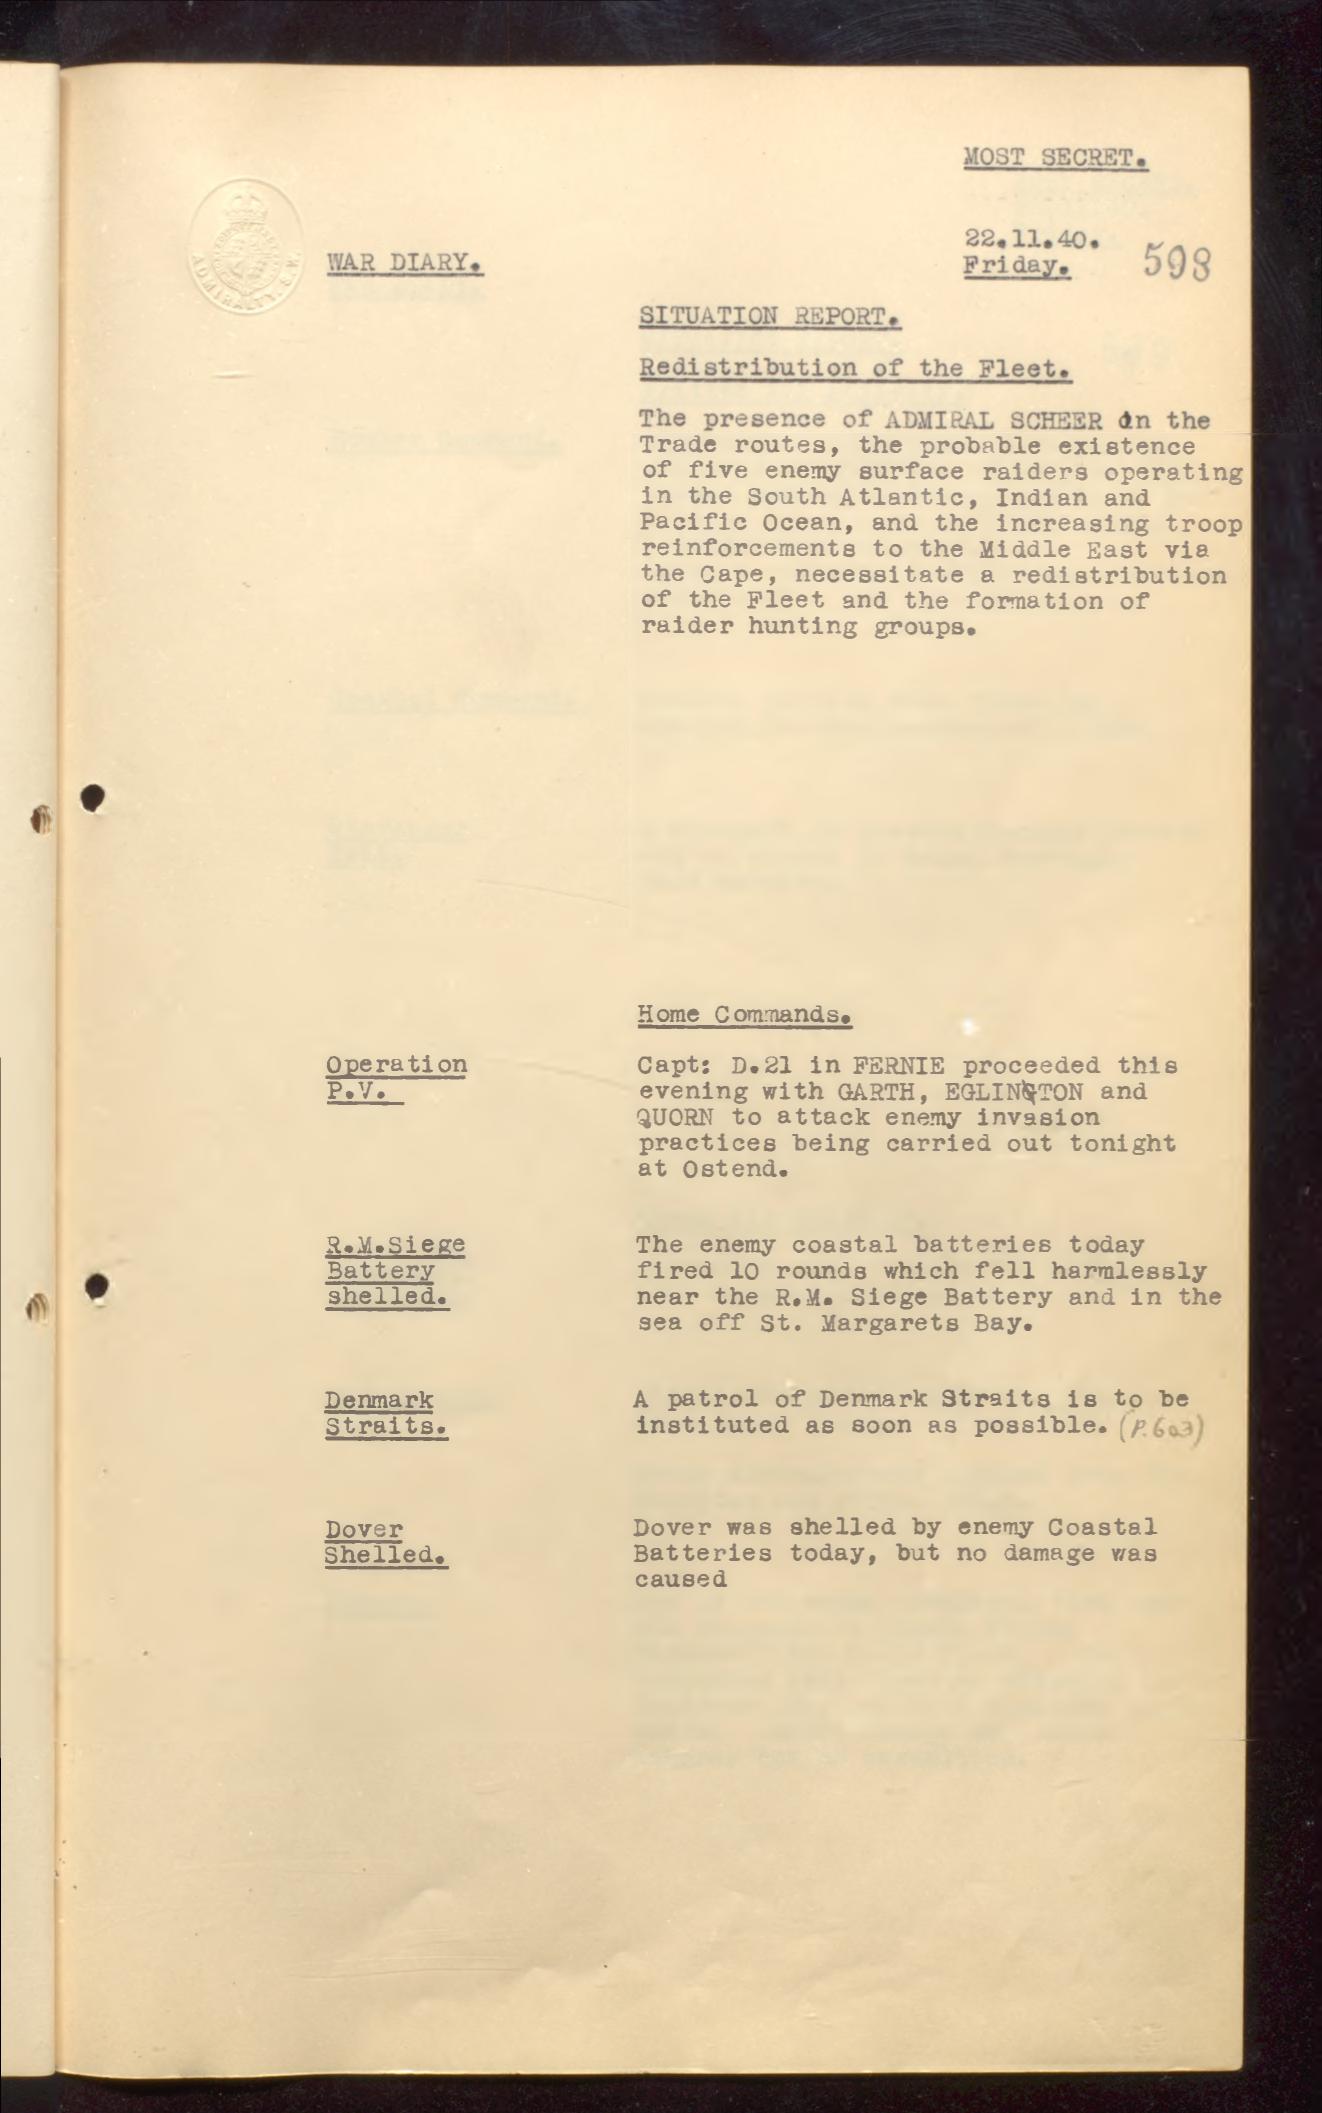 MOST SECRET.
22.11.40.
Friday.
598
ADMIRALTY. S.W.
WAR DIARY.
SITUATION REPORT.
Redistribution of the Fleet.
The presence of ADMIRAL SCHEER on the
Trade routes, the probable existence
of five enemy surface raiders operating
in the South Atlantic, Indian and
Pacific Ocean, and the increasing troop
reinforcements to the Middle East via
the Cape, necessitate a redistribution
of the Fleet and the formation of
raider hunting groups.
Home Commands.
Operation
P.V.
Capt: D.21 in FERNIE proceeded this
evening with GARTH, EGLINGTON and
QUORN to attack enemy invasion
practices being carried out tonight
at Ostend.
R.M.Siege
Battery
shelled.
The enemy coastal batteries today
fired 10 rounds which fell harmlessly
near the R.M. Siege Battery and in the
sea off St. Margarets Bay.
Denmark
Straits.
A patrol of Denmark Straits is to be
instituted as soon as possible. (P.603)
Dover
Shelled.
Dover was shelled by enemy Coastal
Batteries today, but no damage was
caused